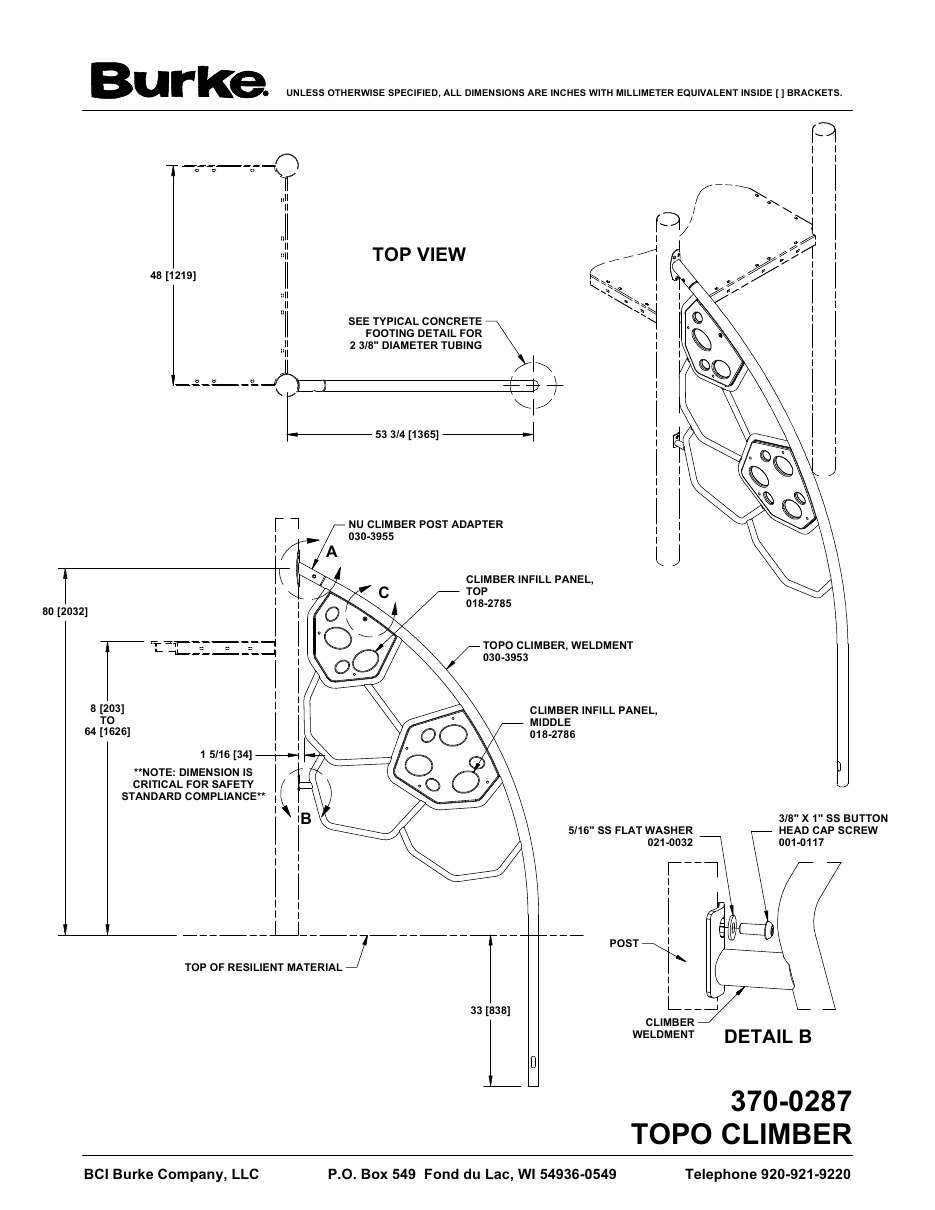 Burke.
UNLESS OTHERWISE SPECIFIED, ALL DIMENSIONS ARE INCHES WITH MILLIMETER EQUIVALENT INSIDE [ ] BRACKETS.
TOP VIEW
48 [1219]
SEE TYPICAL CONCRETE
FOOTING DETAIL FOR
2 3/8" DIAMETER TUBING
53 3/4 [1365]
NU CLIMBER POST ADAPTER
030-3955
A
C
CLIMBER INFILL PANEL,
TOP
018-2785
80 [2032]
TOPO CLIMBER, WELDMENT
030-3953
8 [203]
TO
64 [1626]
CLIMBER INFILL PANEL,
MIDDLE
018-2786
1 5/16 [34]
**NOTE: DIMENSION IS
CRITICAL FOR SAFETY
STANDARD COMPLIANCE**
B
TOP OF RESILIENT MATERIAL
33 [838]
5/16" SS FLAT WASHER
021-0032
3/8" X 1" SS BUTTON
HEAD CAP SCREW
001-0117
POST
CLIMBER
WELDMENT
DETAIL B
370-0287
TOPO CLIMBER
BCI Burke Company, LLC
P.O. Box 549 Fond du Lac, WI 54936-0549
Telephone 920-921-9220